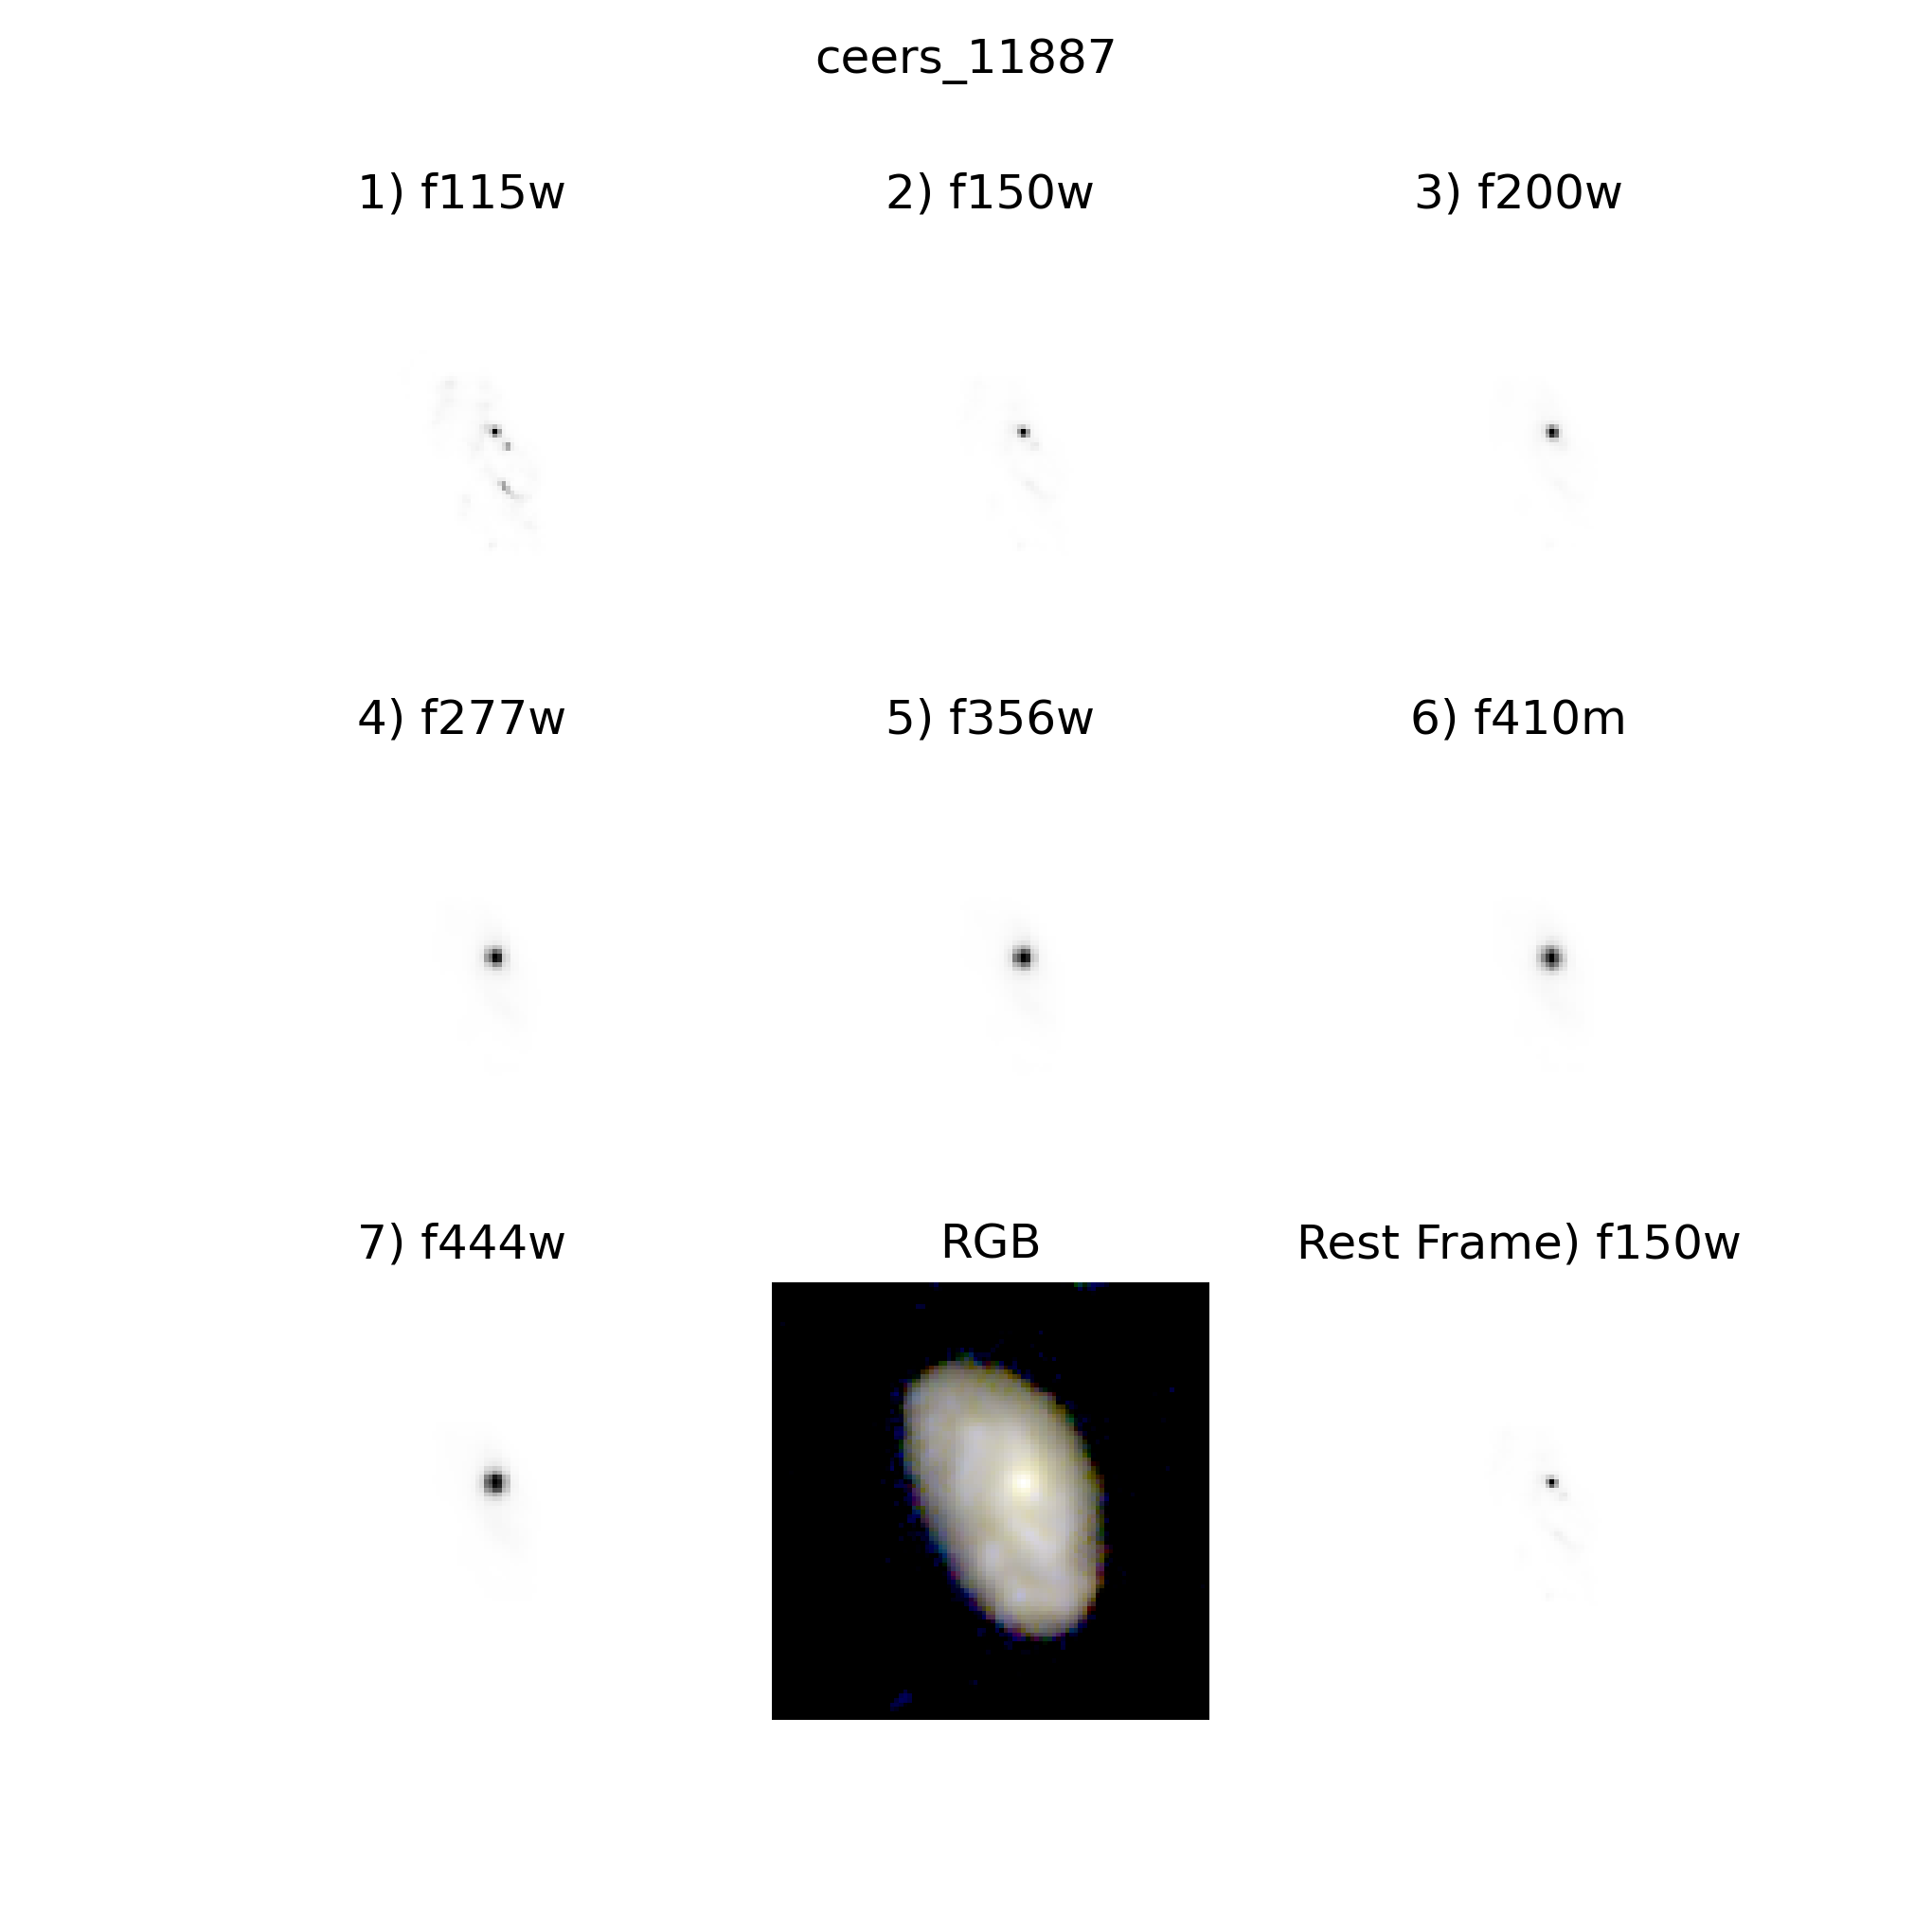 ceers_11887
1) f115w
2) f150w
3) f200w
4) f277w
5) f356w
6) f410m
7) f444w
RGB
Rest Frame) f150w